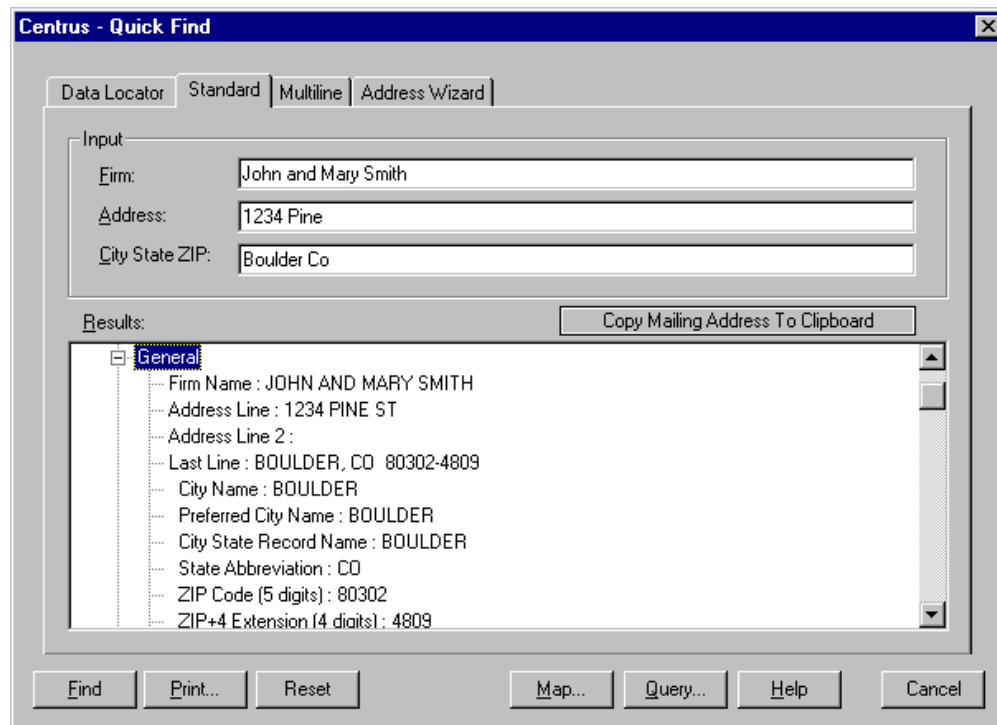 Centrus - Quick Find
Data Locator Standard Multiline Address Wizard
Input
Firm: John and Mary Smith
Address: 1234 Pine
City State ZIP: Boulder Co
Results: Copy Mailing Address To Clipboard
General
Firm Name : JOHN AND MARY SMITH
Address Line : 1234 PINE ST
Address Line 2 :
Last Line : BOULDER, CO 80302-4809
City Name : BOULDER
Preferred City Name : BOULDER
City State Record Name : BOULDER
State Abbreviation : CO
ZIP Code (5 digits) : 80302
ZIP+4 Extension (4 digits) : 4809
Find Print... Reset Map... Query... Help Cancel